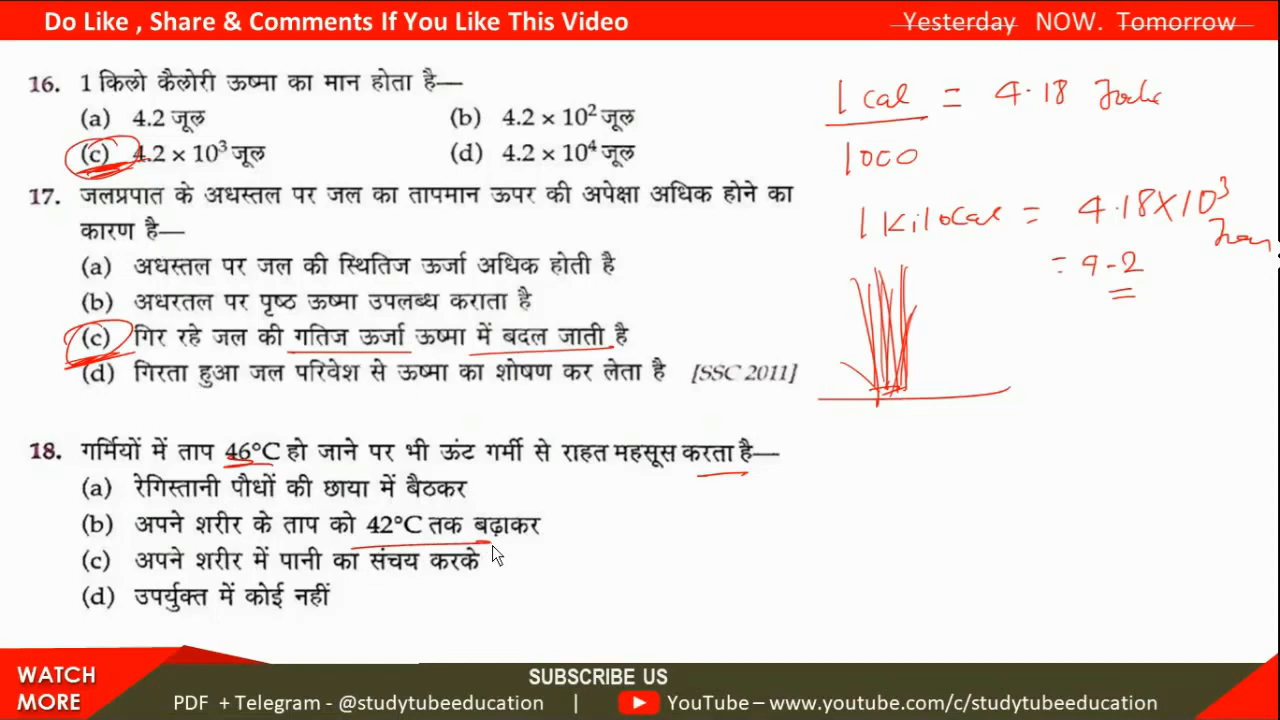 Do Like , Share & Comments If You Like This Video
Yesterday NOW. Tomorrow
16. 1 किलो कैलोरी ऊष्मा का मान होता है—
(a) 4.2 जूल (b) 4.2 × 10² जूल
(c) 4.2 × 10³ जूल (d) 4.2 × 10⁴ जूल
17. जलप्रपात के अधस्तल पर जल का तापमान ऊपर की अपेक्षा अधिक होने का
कारण है—
(a) अधस्तल पर जल की स्थितिज ऊर्जा अधिक होती है
(b) अधरतल पर पृष्ठ ऊष्मा उपलब्ध कराता है
(c) गिर रहे जल की गतिज ऊर्जा ऊष्मा में बदल जाती है
(d) गिरता हुआ जल परिवेश से ऊष्मा का शोषण कर लेता है [SSC 2011]
18. गर्मियों में ताप 46°C हो जाने पर भी ऊंट गर्मी से राहत महसूस करता है—
(a) रेगिस्तानी पौधों की छाया में बैठकर
(b) अपने शरीर के ताप को 42°C तक बढ़ाकर
(c) अपने शरीर में पानी का संचय करके
(d) उपर्युक्त में कोई नहीं
1 cal = 4.18 Joule
1000
1 Kilocal = 4.18×10³
= 4.2
WATCH
MORE
SUBSCRIBE US
PDF + Telegram - @studytubeeducation | YouTube – www.youtube.com/c/studytubeeducation